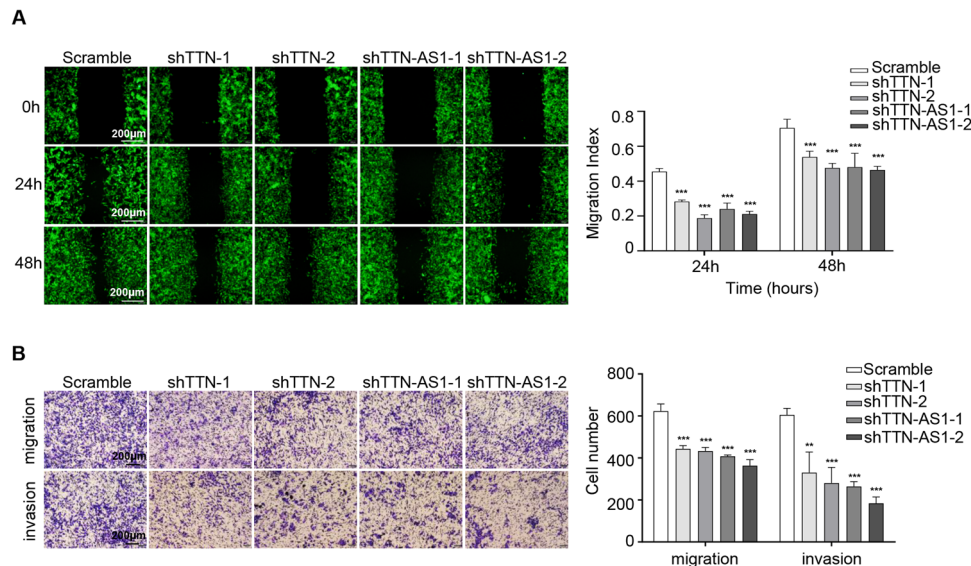 A
Scramble shTTN-1 shTTN-2 shTTN-AS1-1 shTTN-AS1-2
0h
200μm
24h
200μm
48h
200μm
Scramble
shTTN-1
shTTN-2
shTTN-AS1-1
shTTN-AS1-2
Migration Index
0.8
0.6
0.4
0.2
0
*** *** *** ***
*** *** *** ***
24h 48h
Time (hours)
B
Scramble shTTN-1 shTTN-2 shTTN-AS1-1 shTTN-AS1-2
migration
200μm
invasion
200μm
Scramble
shTTN-1
shTTN-2
shTTN-AS1-1
shTTN-AS1-2
Cell number
800
600
400
200
0
*** *** *** ***
** *** *** ***
migration invasion